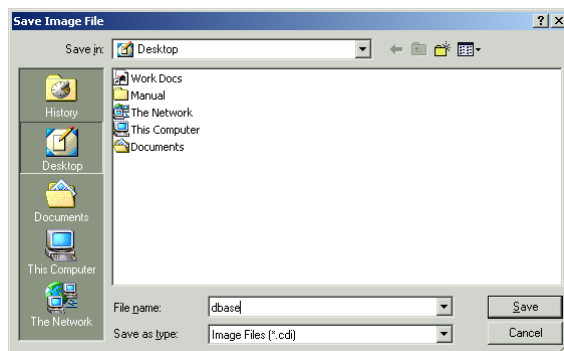 Save Image File
Save in: Desktop
History
Desktop
Documents
This Computer
The Network
Work Docs
Manual
The Network
This Computer
Documents
File name: dbase Save
Save as type: Image Files (*.cdi) Cancel